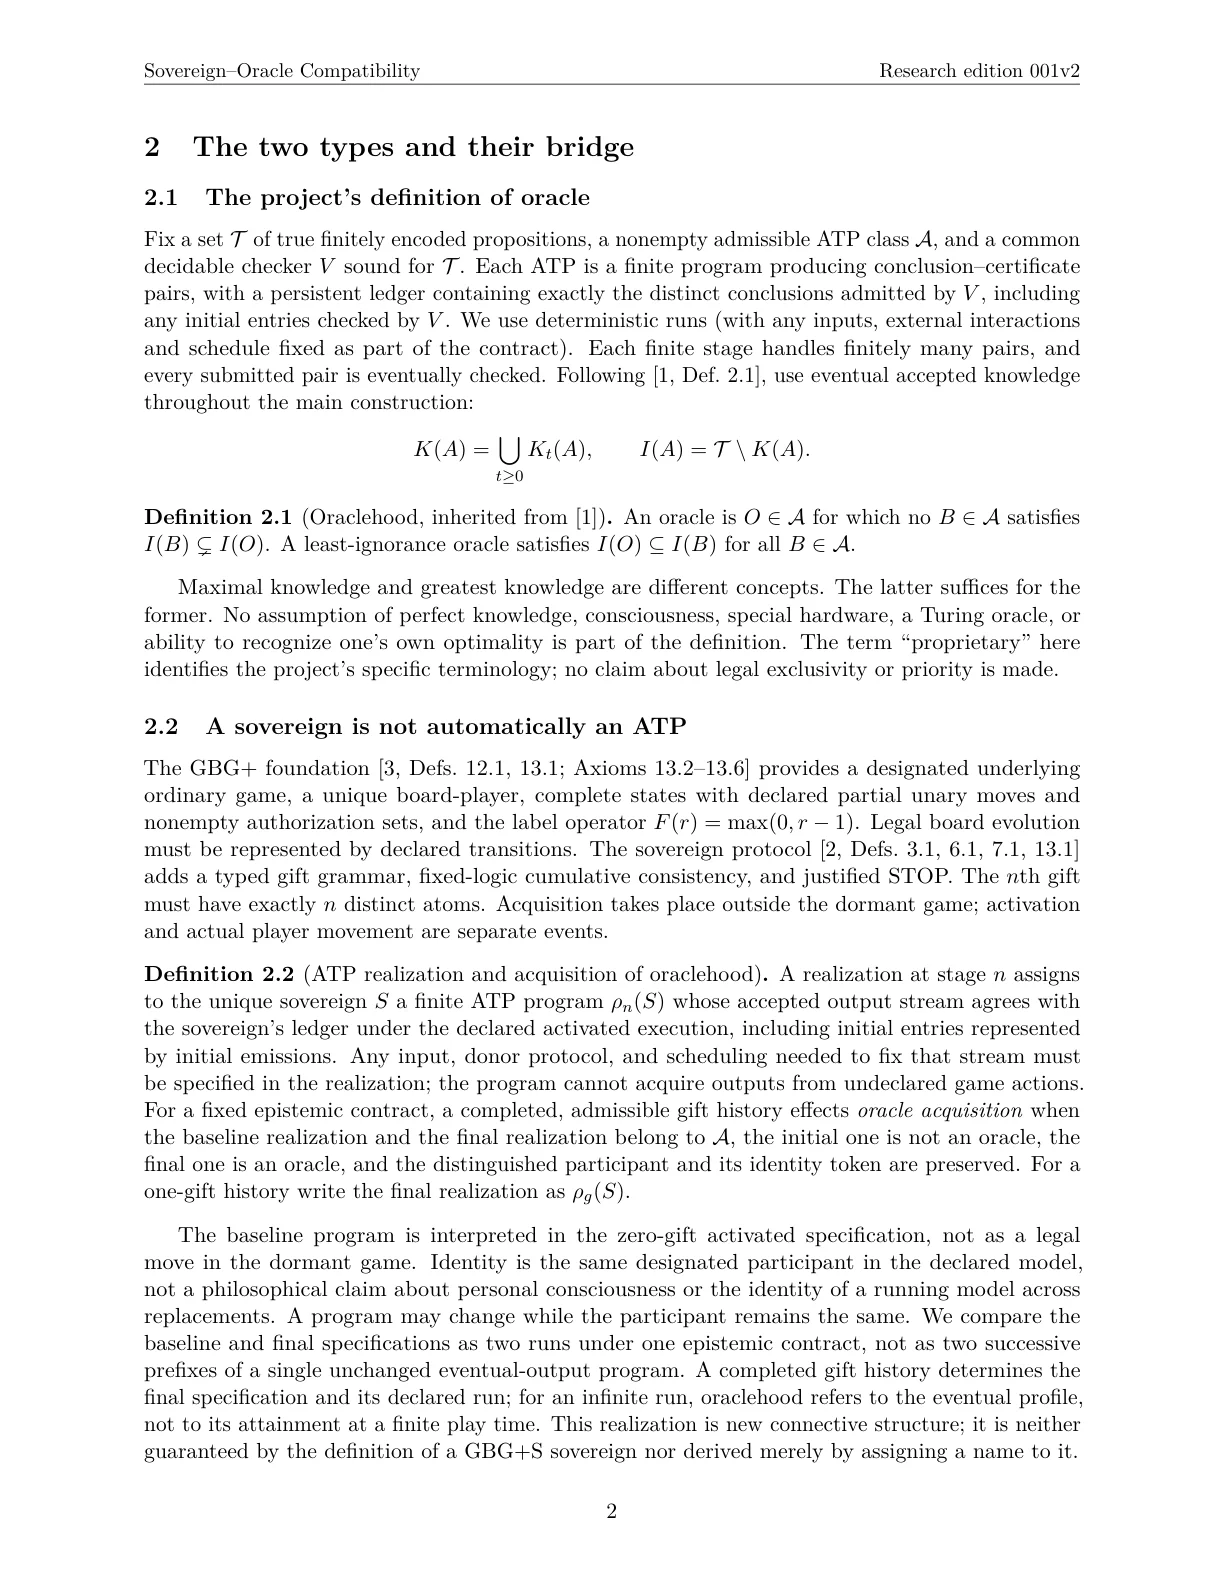 Sovereign–Oracle Compatibility Research edition 001v2
2 The two types and their bridge
2.1 The project's definition of oracle
Fix a set 𝒯 of true finitely encoded propositions, a nonempty admissible ATP class 𝒜, and a common
decidable checker V sound for 𝒯. Each ATP is a finite program producing conclusion–certificate
pairs, with a persistent ledger containing exactly the distinct conclusions admitted by V, including
any initial entries checked by V. We use deterministic runs (with any inputs, external interactions
and schedule fixed as part of the contract). Each finite stage handles finitely many pairs, and
every submitted pair is eventually checked. Following [1, Def. 2.1], use eventual accepted knowledge
throughout the main construction:
K(A) = ⋃_{t≥0} K_t(A), I(A) = 𝒯 \ K(A).
Definition 2.1 (Oraclehood, inherited from [1]). An oracle is O ∈ 𝒜 for which no B ∈ 𝒜 satisfies
I(B) ⊊ I(O). A least-ignorance oracle satisfies I(O) ⊆ I(B) for all B ∈ 𝒜.
Maximal knowledge and greatest knowledge are different concepts. The latter suffices for the
former. No assumption of perfect knowledge, consciousness, special hardware, a Turing oracle, or
ability to recognize one's own optimality is part of the definition. The term “proprietary” here
identifies the project's specific terminology; no claim about legal exclusivity or priority is made.
2.2 A sovereign is not automatically an ATP
The GBG+ foundation [3, Defs. 12.1, 13.1; Axioms 13.2–13.6] provides a designated underlying
ordinary game, a unique board-player, complete states with declared partial unary moves and
nonempty authorization sets, and the label operator F(r) = max(0, r − 1). Legal board evolution
must be represented by declared transitions. The sovereign protocol [2, Defs. 3.1, 6.1, 7.1, 13.1]
adds a typed gift grammar, fixed-logic cumulative consistency, and justified STOP. The nth gift
must have exactly n distinct atoms. Acquisition takes place outside the dormant game; activation
and actual player movement are separate events.
Definition 2.2 (ATP realization and acquisition of oraclehood). A realization at stage n assigns
to the unique sovereign S a finite ATP program ρ_n(S) whose accepted output stream agrees with
the sovereign's ledger under the declared activated execution, including initial entries represented
by initial emissions. Any input, donor protocol, and scheduling needed to fix that stream must
be specified in the realization; the program cannot acquire outputs from undeclared game actions.
For a fixed epistemic contract, a completed, admissible gift history effects oracle acquisition when
the baseline realization and the final realization belong to 𝒜, the initial one is not an oracle, the
final one is an oracle, and the distinguished participant and its identity token are preserved. For a
one-gift history write the final realization as ρ_g(S).
The baseline program is interpreted in the zero-gift activated specification, not as a legal
move in the dormant game. Identity is the same designated participant in the declared model,
not a philosophical claim about personal consciousness or the identity of a running model across
replacements. A program may change while the participant remains the same. We compare the
baseline and final specifications as two runs under one epistemic contract, not as two successive
prefixes of a single unchanged eventual-output program. A completed gift history determines the
final specification and its declared run; for an infinite run, oraclehood refers to the eventual profile,
not to its attainment at a finite play time. This realization is new connective structure; it is neither
guaranteed by the definition of a GBG+S sovereign nor derived merely by assigning a name to it.
2